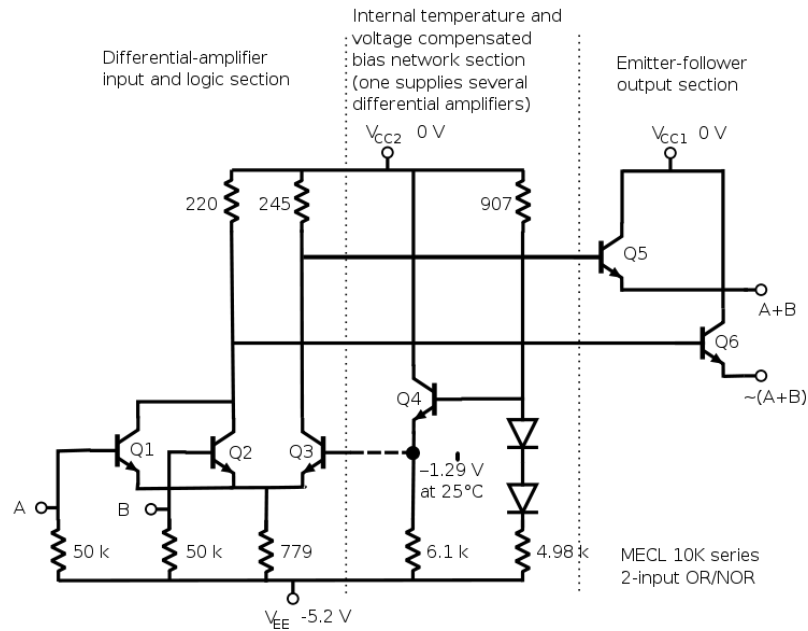 Differential-amplifier
input and logic section
Internal temperature and
voltage compensated
bias network section
(one supplies several
differential amplifiers)
Emitter-follower
output section
VCC2 0 V
VCC1 0 V
220
245
907
Q5
A+B
Q6
~(A+B)
Q4
Q1
Q2
Q3
−1.29 V
at 25°C
A
B
50 k
50 k
779
6.1 k
4.98 k
MECL 10K series
2-input OR/NOR
VEE -5.2 V